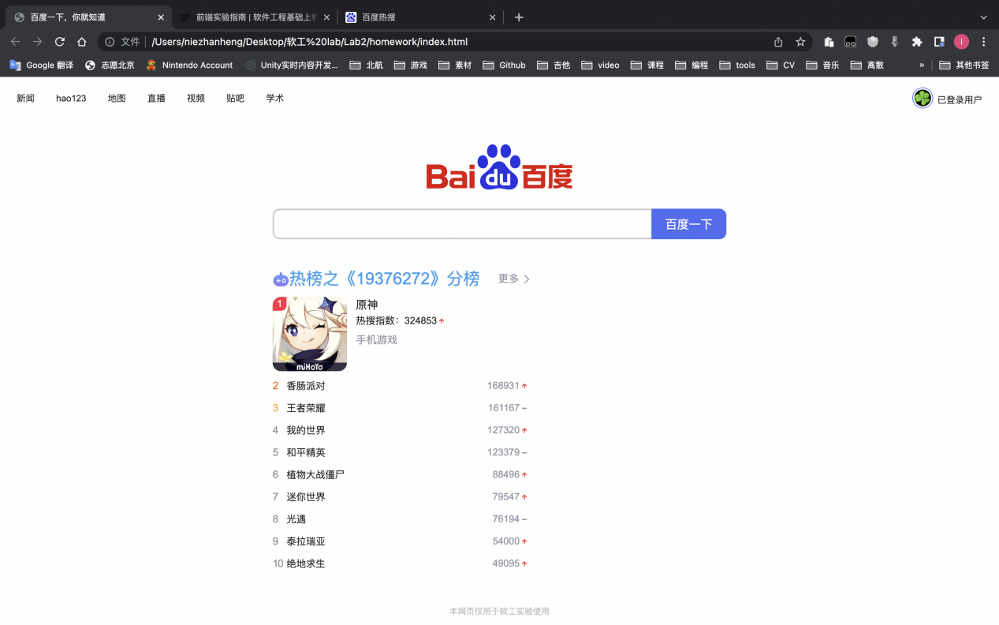 百度一下，你就知道
前端实验指南 | 软件工程基础上机
百度热搜
文件 /Users/niezhanheng/Desktop/软工%20lab/Lab2/homework/index.html
Google 翻译 志愿北京 Nintendo Account Unity实时内容开发... 北航 游戏 素材 Github 吉他 video 课程 编程 tools CV 音乐 离散 » 其他书签
新闻 hao123 地图 直播 视频 贴吧 学术 已登录用户
Bai du 百度
百度一下
热榜之《19376272》分榜 更多
1 原神
热搜指数：324853
手机游戏
miHoYo
2 香肠派对 168931
3 王者荣耀 161167
4 我的世界 127320
5 和平精英 123379
6 植物大战僵尸 88496
7 迷你世界 79547
8 光遇 76194
9 泰拉瑞亚 54000
10 绝地求生 49095
本网页仅用于软工实验使用